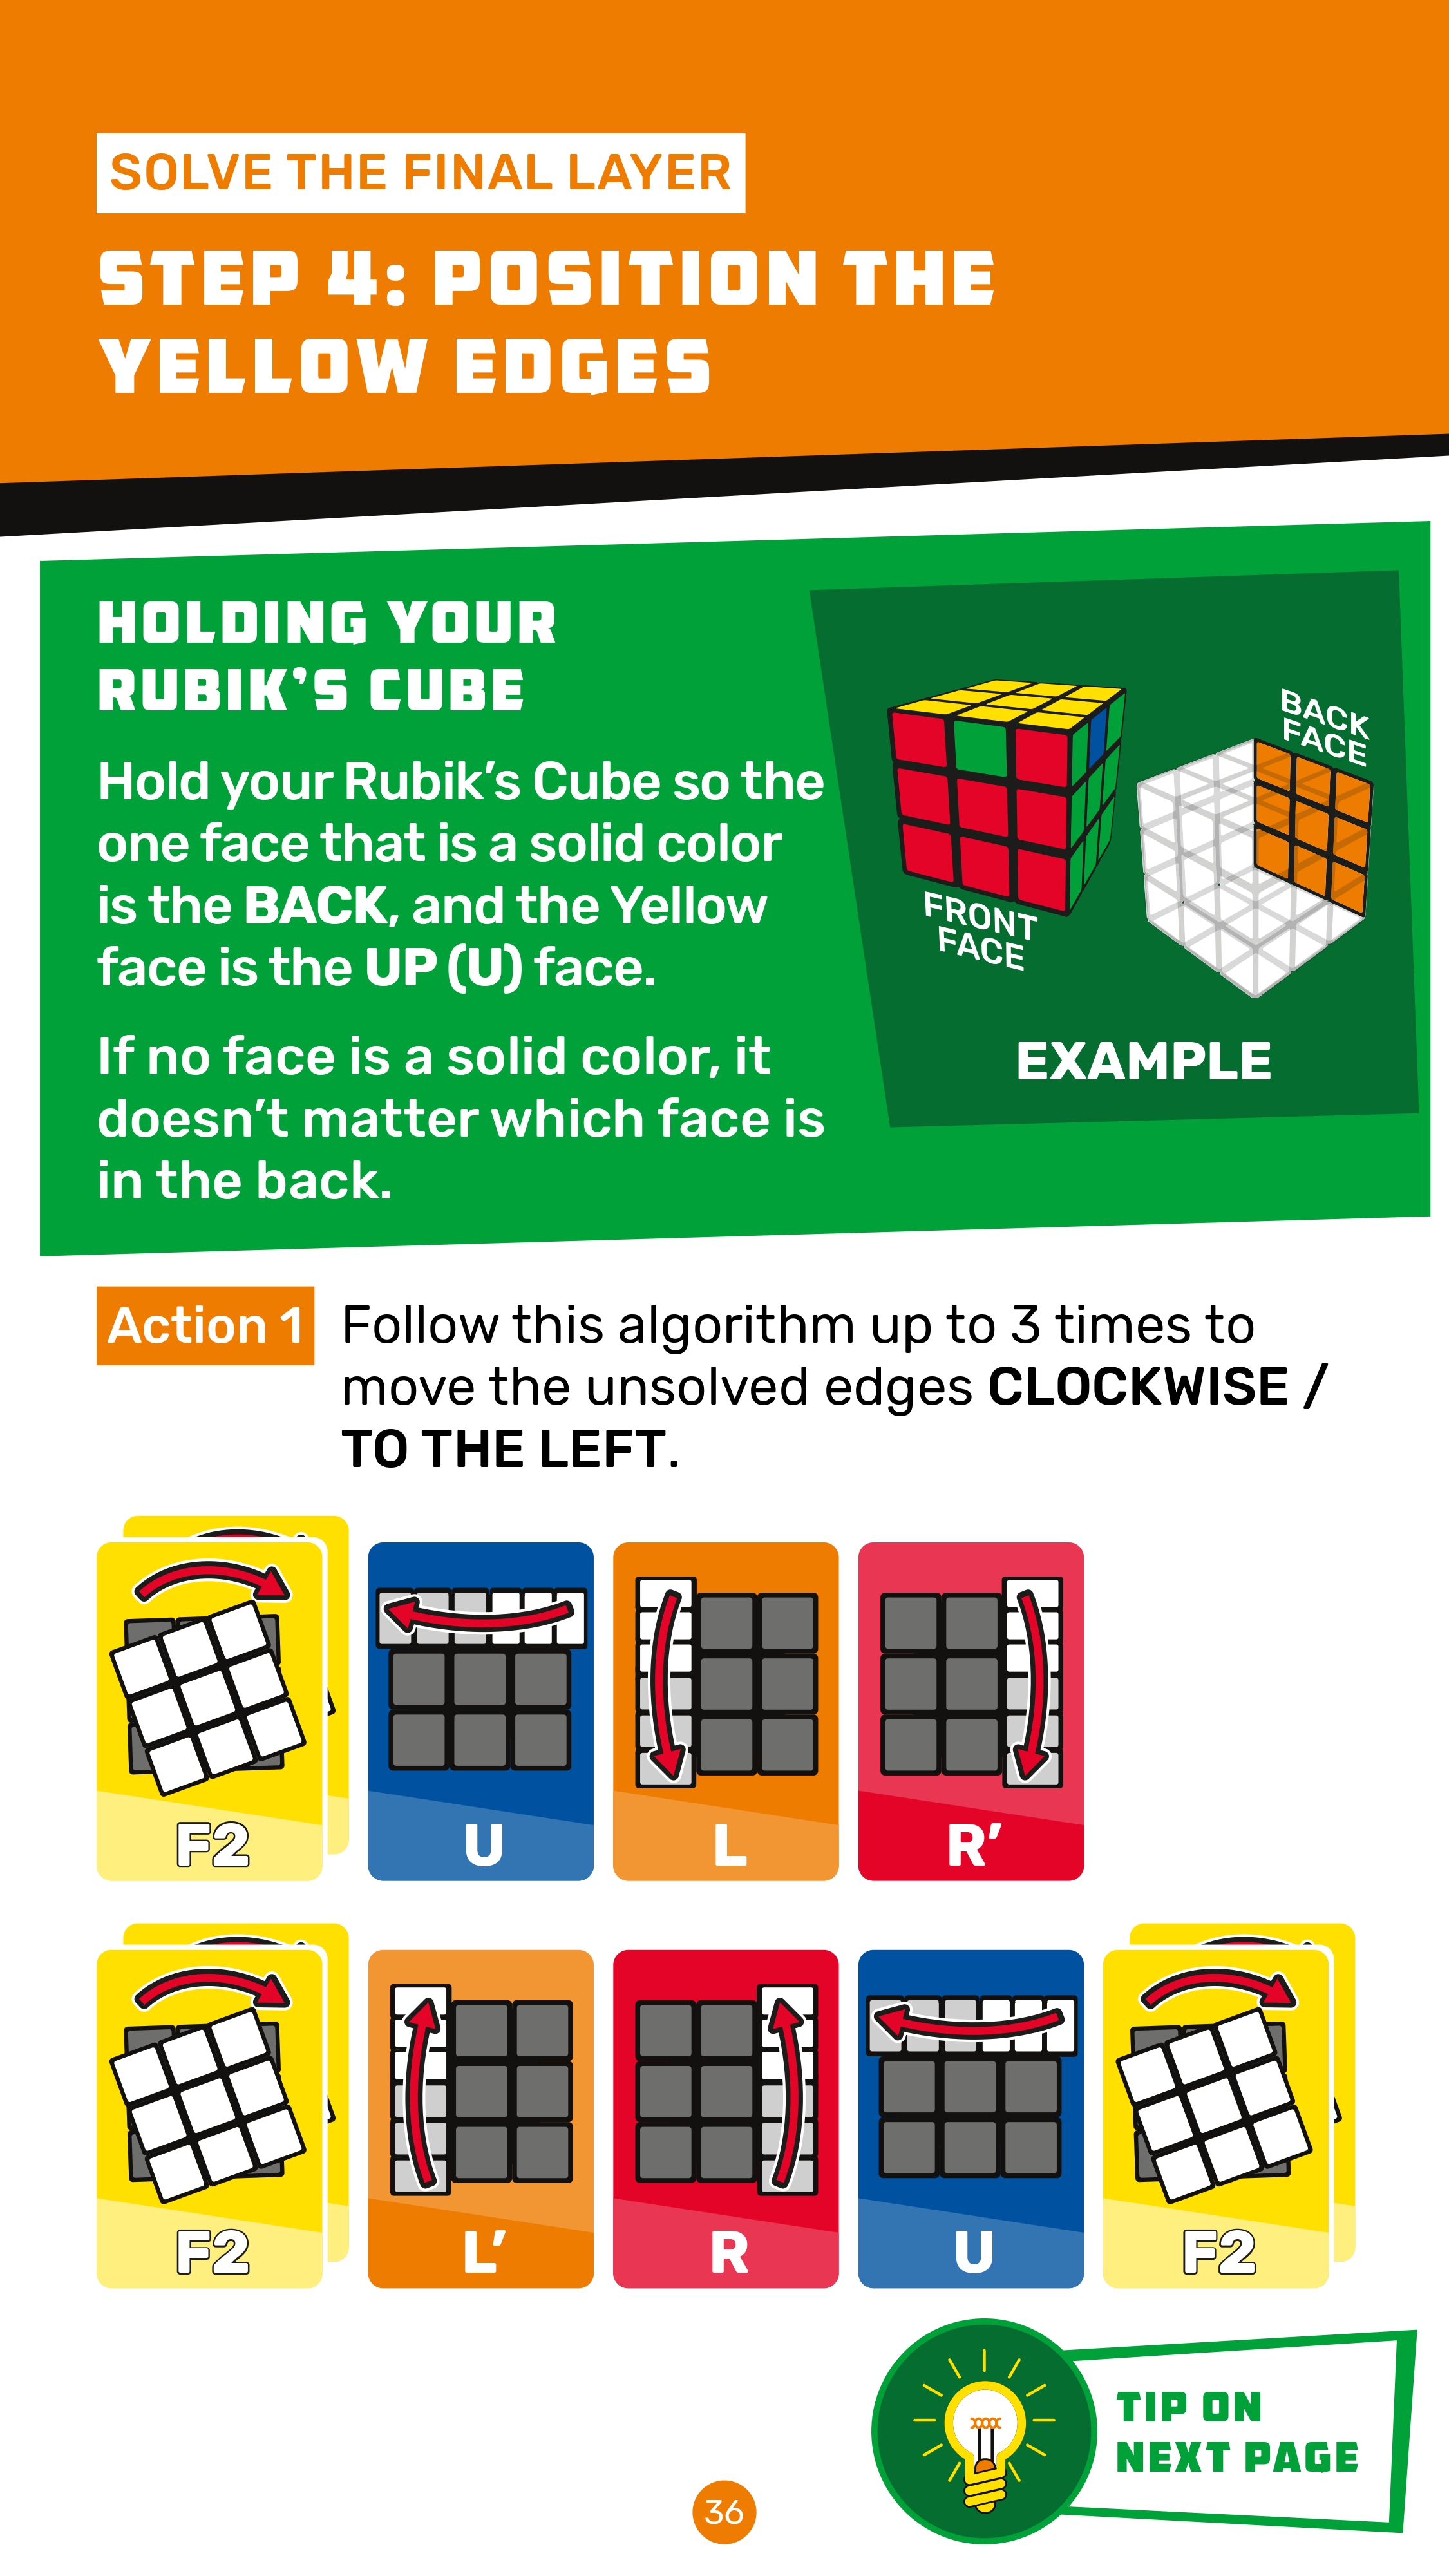 SOLVE THE FINAL LAYER
STEP 4: POSITION THE
YELLOW EDGES
HOLDING YOUR
RUBIK’S CUBE
Hold your Rubik’s Cube so the
one face that is a solid color
is the BACK, and the Yellow
face is the UP (U) face.
If no face is a solid color, it
doesn’t matter which face is
in the back.
BACK
FACE
FRONT
FACE
EXAMPLE
Action 1
Follow this algorithm up to 3 times to
move the unsolved edges CLOCKWISE /
TO THE LEFT.
F2
U
L
R’
F2
L’
R
U
F2
TIP ON
NEXT PAGE
36